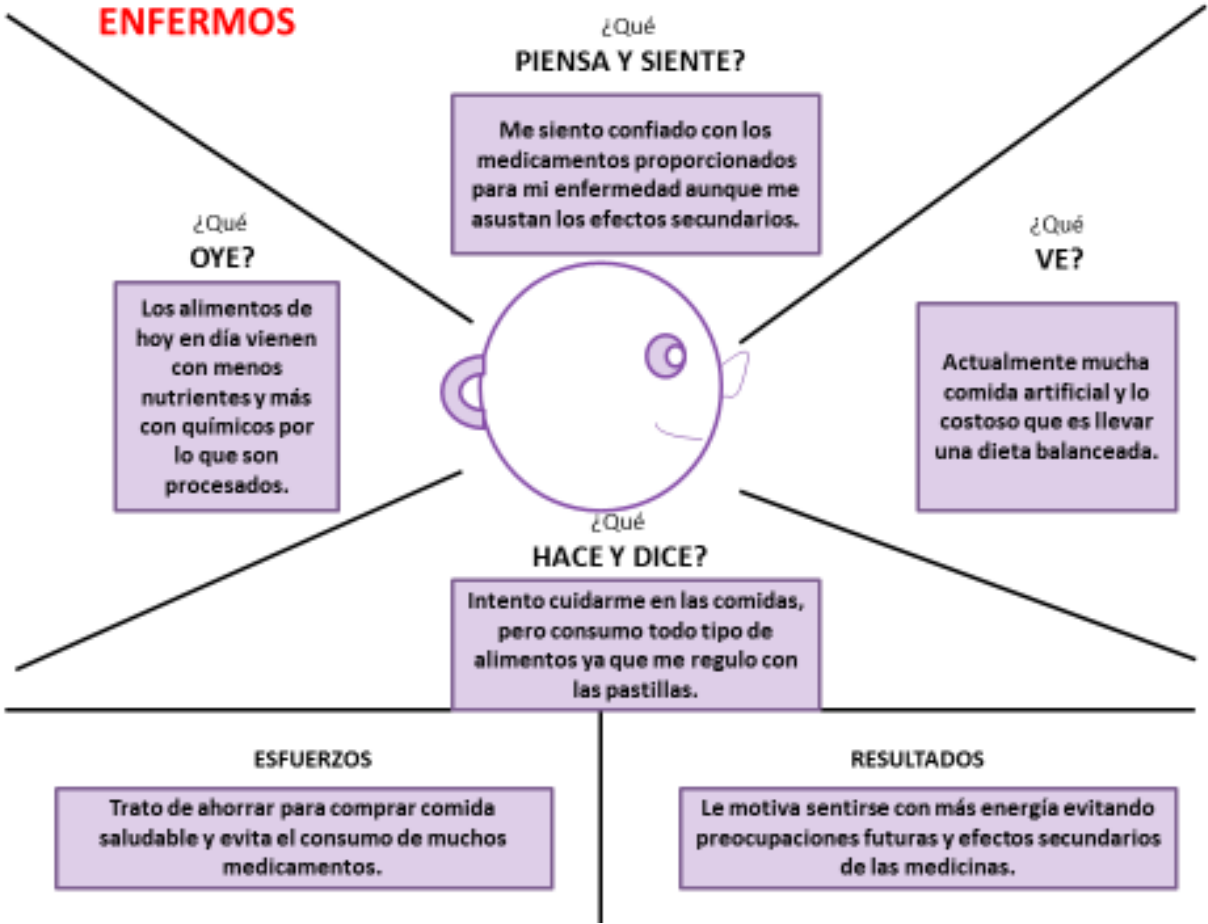 ENFERMOS
¿Qué
PIENSA Y SIENTE?
Me siento confiado con los
medicamentos proporcionados
para mi enfermedad aunque me
asustan los efectos secundarios.
¿Qué
OYE?
Los alimentos de
hoy en día vienen
con menos
nutrientes y más
con químicos por
lo que son
procesados.
¿Qué
VE?
Actualmente mucha
comida artificial y lo
costoso que es llevar
una dieta balanceada.
¿Qué
HACE Y DICE?
Intento cuidarme en las comidas,
pero consumo todo tipo de
alimentos ya que me regulo con
las pastillas.
ESFUERZOS
Trato de ahorrar para comprar comida
saludable y evita el consumo de muchos
medicamentos.
RESULTADOS
Le motiva sentirse con más energía evitando
preocupaciones futuras y efectos secundarios
de las medicinas.